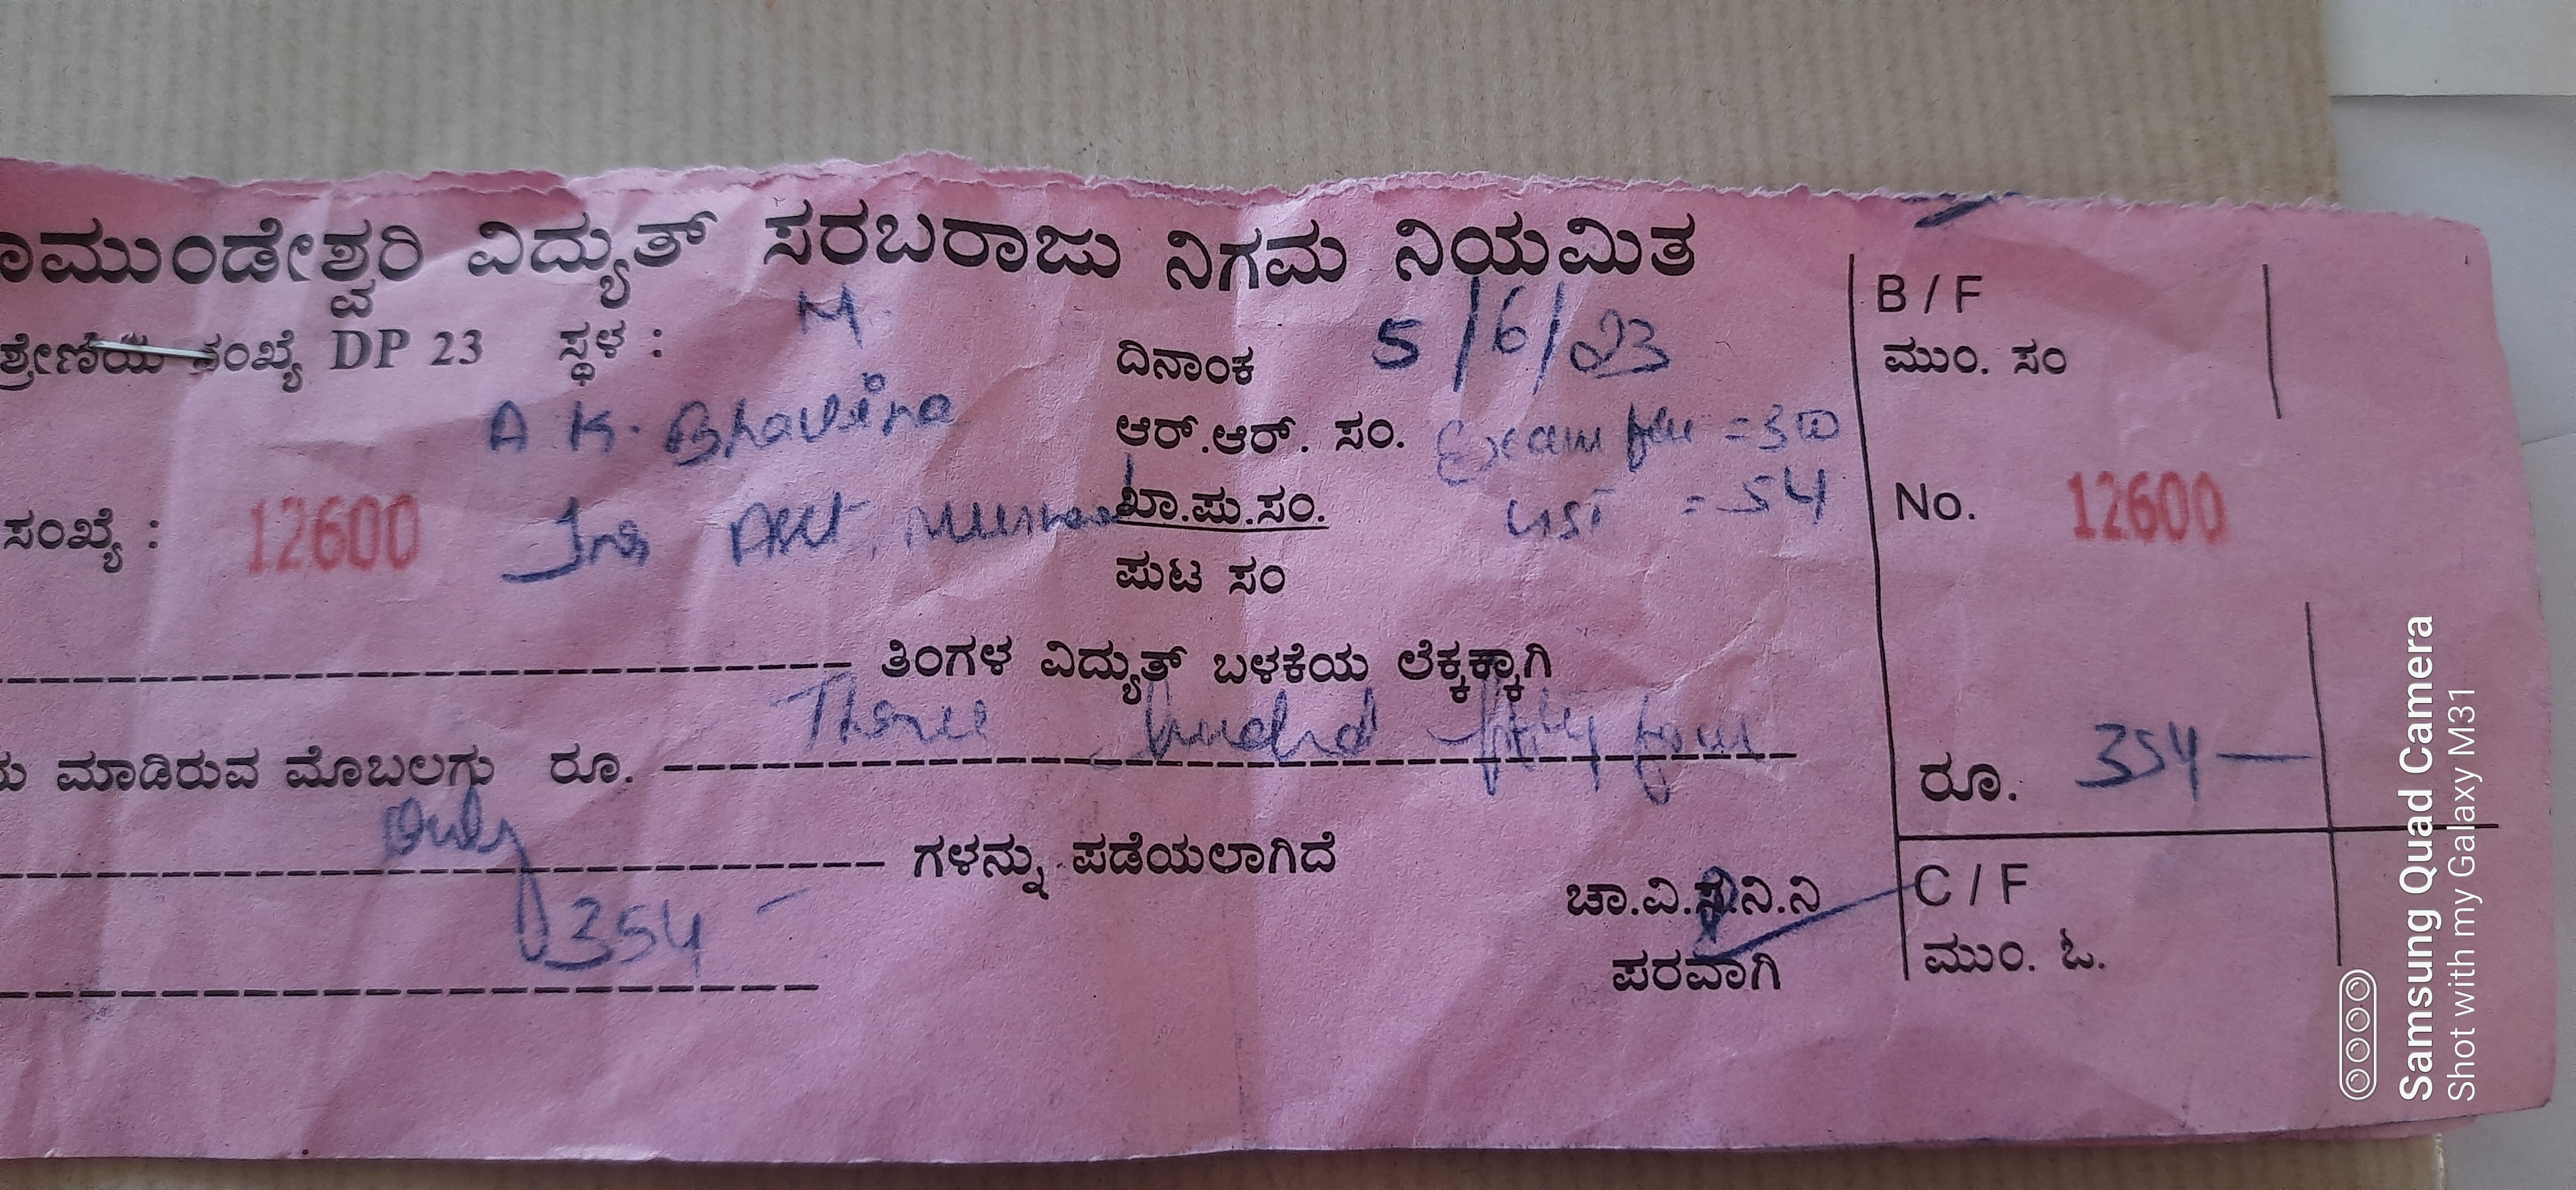 ಾಮುಂಡೇಶ್ವರಿ ವಿದ್ಯುತ್ ಸರಬರಾಜು ನಿಗಮ ನಿಯಮಿತ
ಶ್ರೇಣಿಯ ಸಂಖ್ಯೆ DP 23 ಸ್ಥಳ : M.
ದಿನಾಂಕ 5/6/23
A K. Bhavina
ಆರ್.ಆರ್. ಸಂ. Exam fee = 300
ಸಂಖ್ಯೆ : 12600
ಖಾ.ಪು.ಸಂ. GST = 54
ಪುಟ ಸಂ
ತಿಂಗಳ ವಿದ್ಯುತ್ ಬಳಕೆಯ ಲೆಕ್ಕಕ್ಕಾಗಿ
ಮಾಡಿರುವ ಮೊಬಲಗು ರೂ. Three hundred fifty four
only ಗಳನ್ನು ಪಡೆಯಲಾಗಿದೆ
354 -
ಚಾ.ವಿ.ಸ.ನಿ.ನಿ
ಪರವಾಗಿ
B / F
ಮುಂ. ಸಂ
No. 12600
ರೂ. 354 —
C / F
ಮುಂ. ಓ.
Samsung Quad Camera
Shot with my Galaxy M31